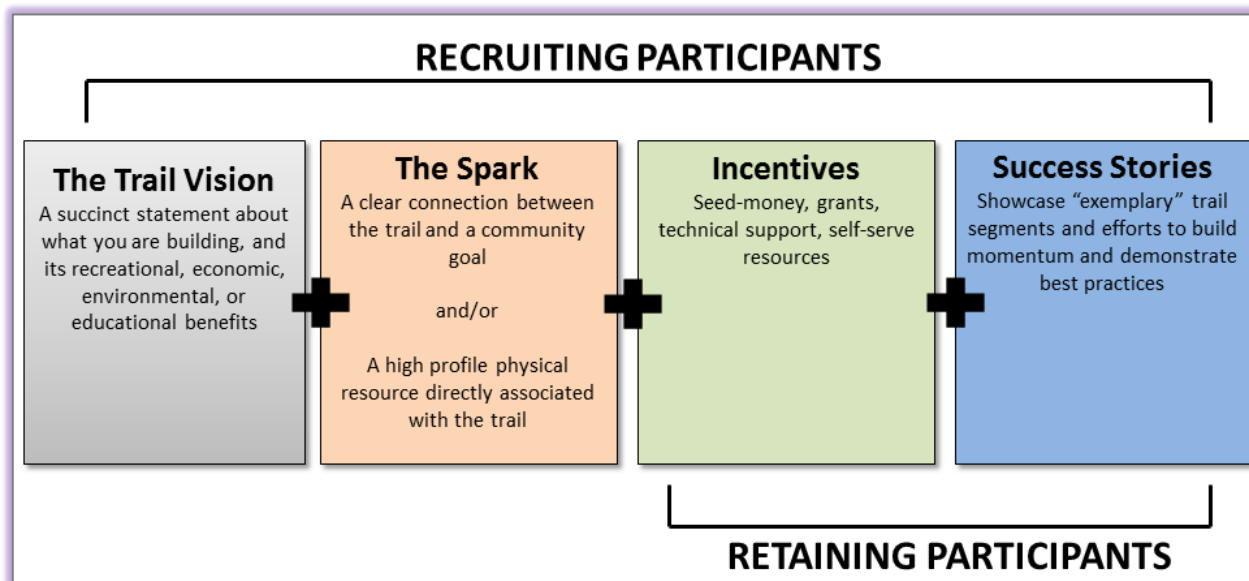 RECRUITING PARTICIPANTS
The Trail Vision
A succinct statement about
what you are building, and
its recreational, economic,
environmental, or
educational benefits
The Spark
A clear connection between
the trail and a community
goal
and/or
A high profile physical
resource directly associated
with the trail
Incentives
Seed-money, grants,
technical support, self-serve
resources
Success Stories
Showcase “exemplary” trail
segments and efforts to build
momentum and demonstrate
best practices
RETAINING PARTICIPANTS